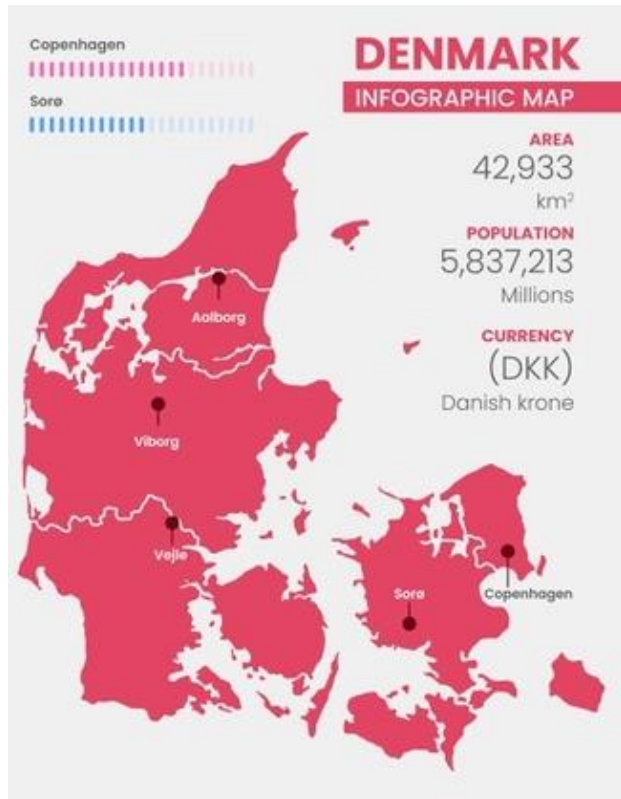 Copenhagen
Sorø
DENMARK
INFOGRAPHIC MAP
AREA
42,933
km²
POPULATION
5,837,213
Millions
CURRENCY
(DKK)
Danish krone
Aalborg
Viborg
Vejle
Sorø
Copenhagen